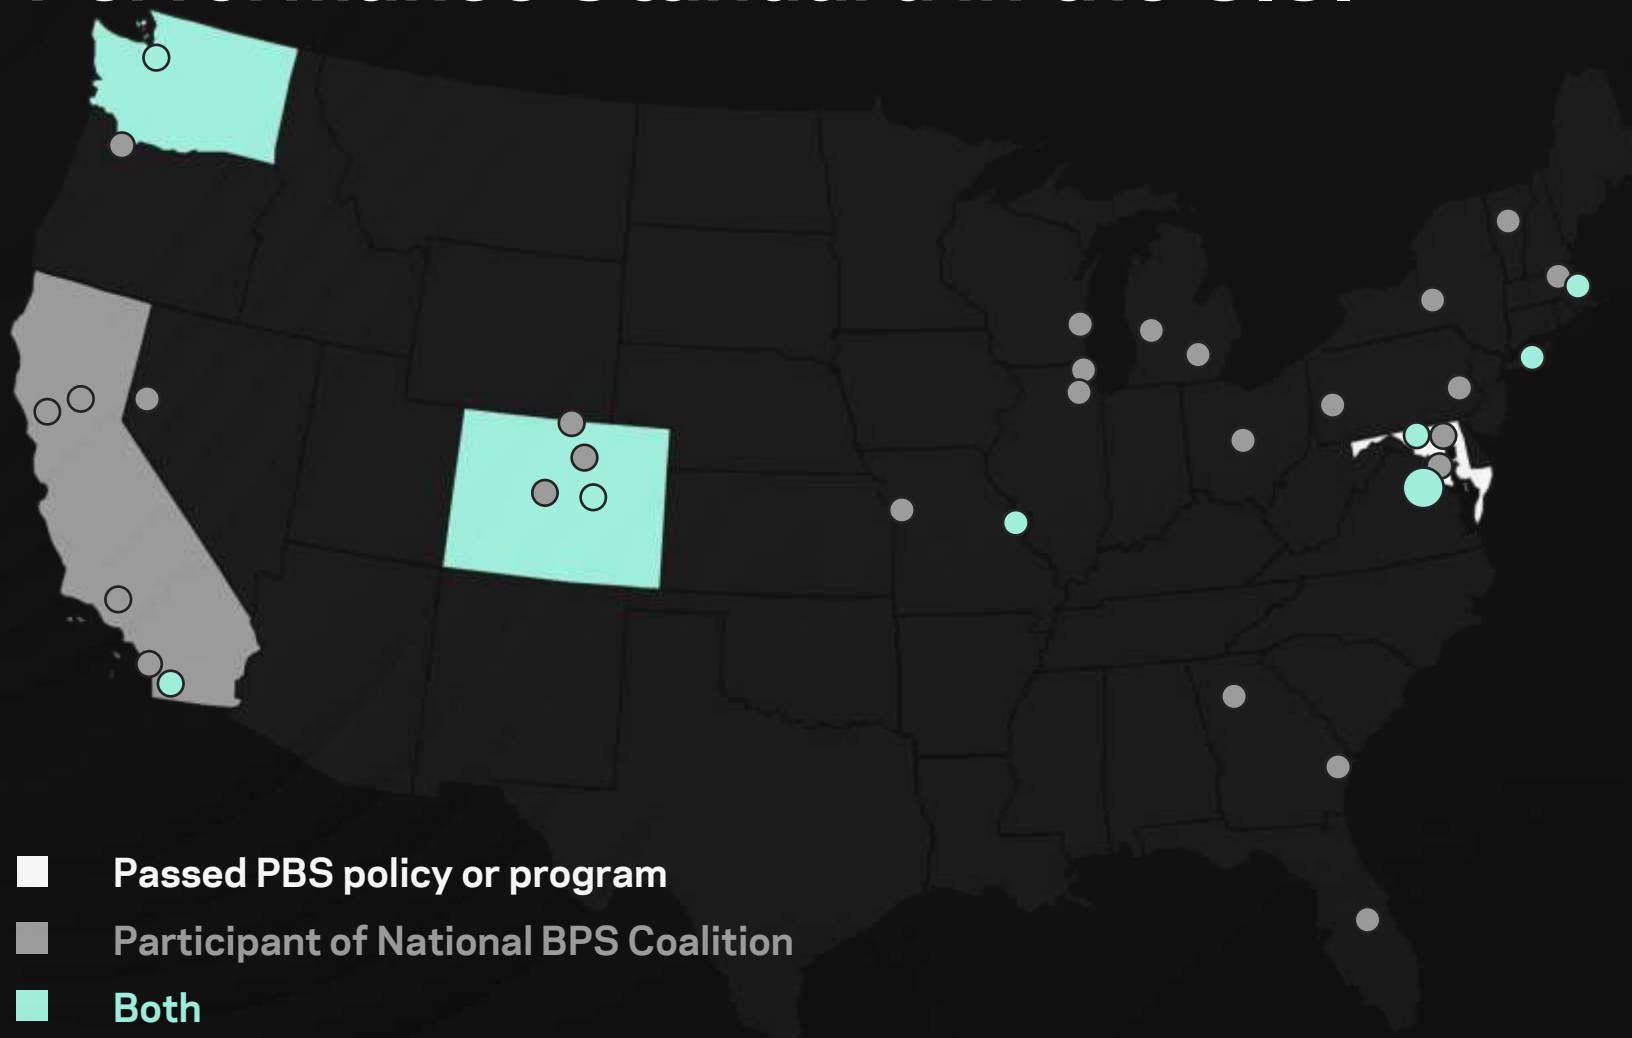 Passed PBS policy or program
Participant of National BPS Coalition
Both